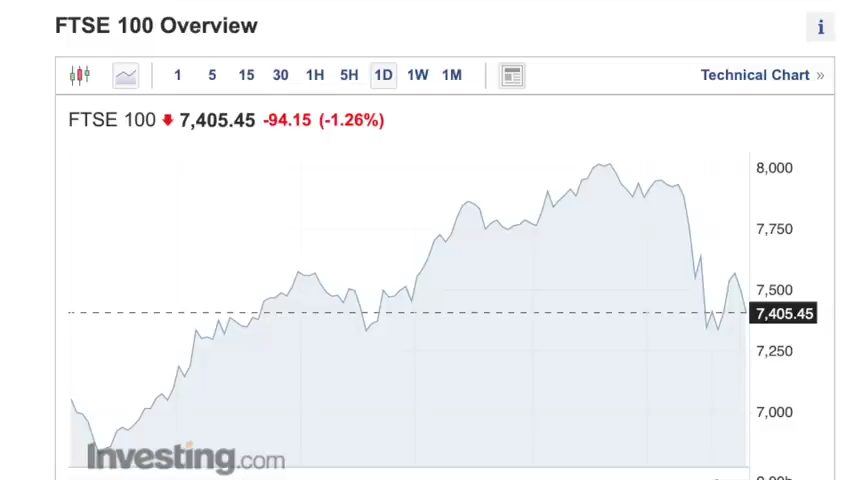 FTSE 100 Overview
i
1 5 15 30 1H 5H 1D 1W 1M
Technical Chart »
FTSE 100 7,405.45 -94.15 (-1.26%)
8,000
7,750
7,500
7,405.45
7,250
7,000
Investing.com